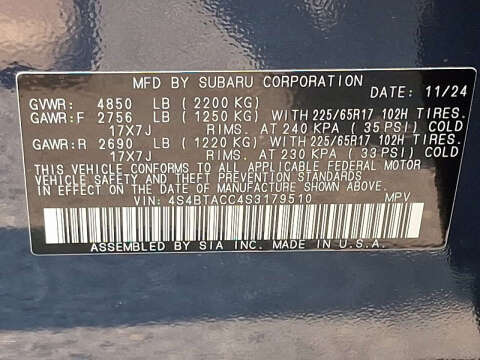 MFD BY SUBARU CORPORATION
DATE: 11/24
GVWR: 4850 LB (2200 KG)
GAWR:F 2756 LB (1250 KG) WITH 225/65R17 102H TIRES.
17X7J RIMS. AT 240 KPA (35 PSI) COLD
GAWR:R 2690 LB (1220 KG) WITH 225/65R17 102H TIRES.
17X7J RIMS. AT 230 KPA (33 PSI) COLD
THIS VEHICLE CONFORMS TO ALL APPLICABLE FEDERAL MOTOR
VEHICLE SAFETY AND THEFT PREVENTION STANDARDS
IN EFFECT ON THE DATE OF MANUFACTURE SHOWN ABOVE.
VIN: 4S4BTACC4S3179510 MPV
ASSEMBLED BY SIA INC. MADE IN U.S.A.